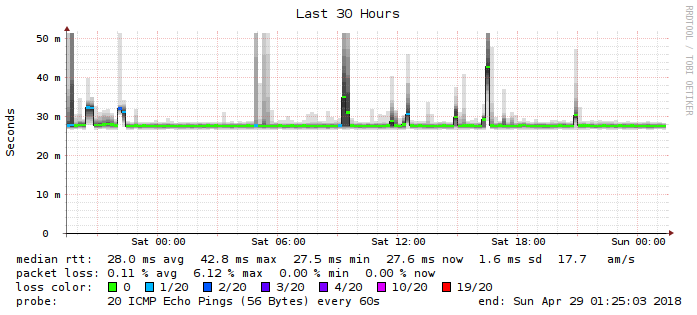 Last 30 Hours
RRDTOOL / TOBI OETIKER
Seconds
50 m
40 m
30 m
20 m
10 m
0
Sat 00:00 Sat 06:00 Sat 12:00 Sat 18:00 Sun 00:00
median rtt: 28.0 ms avg 42.8 ms max 27.5 ms min 27.6 ms now 1.6 ms sd 17.7 am/s
packet loss: 0.11 % avg 6.12 % max 0.00 % min 0.00 % now
loss color: 0 1/20 2/20 3/20 4/20 10/20 19/20
probe: 20 ICMP Echo Pings (56 Bytes) every 60s end: Sun Apr 29 01:25:03 2018